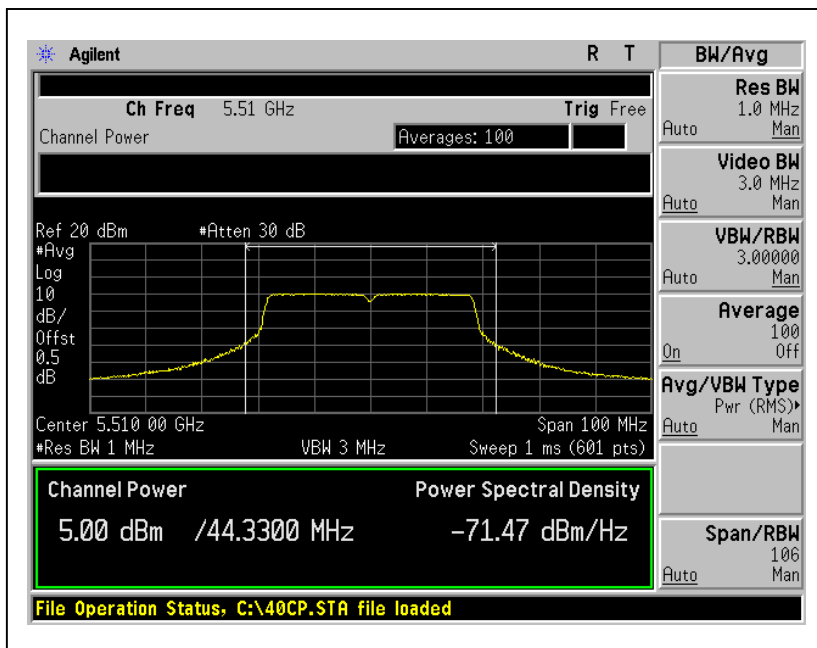 Agilent R T
Ch Freq 5.51 GHz Trig Free
Channel Power Averages: 100
Ref 20 dBm #Atten 30 dB
#Avg
Log
10
dB/
Offst
0.5
dB
Center 5.510 00 GHz Span 100 MHz
#Res BW 1 MHz VBW 3 MHz Sweep 1 ms (601 pts)
Channel Power Power Spectral Density
5.00 dBm /44.3300 MHz -71.47 dBm/Hz
File Operation Status, C:\40CP.STA file loaded
BW/Avg
Res BW
1.0 MHz
Auto Man
Video BW
3.0 MHz
Auto Man
VBW/RBW
3.00000
Auto Man
Average
100
On Off
Avg/VBW Type
Pwr (RMS)▸
Auto Man
Span/RBW
106
Auto Man